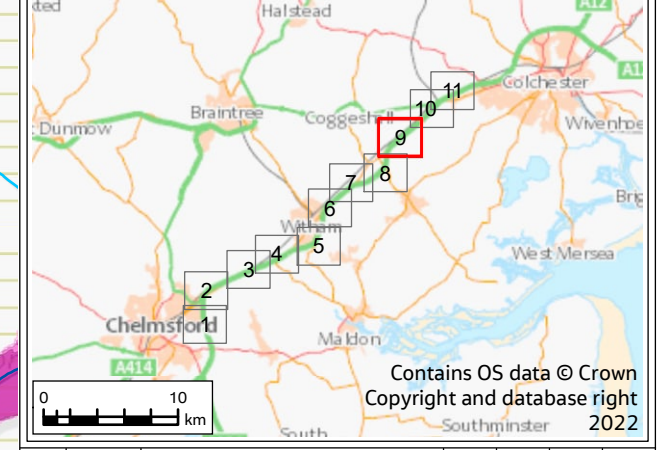 sted
Halstead
A12
Colchester
11
10
Braintree
Coggeshall
A1
: Dunmow
9
Wivenhoe
8
7
6
Brig
Witham
5
4
West Mersea
3
2
1
Chelmsford
Maldon
A414
Contains OS data © Crown
Copyright and database right
2022
0 10
km
South
Southminster